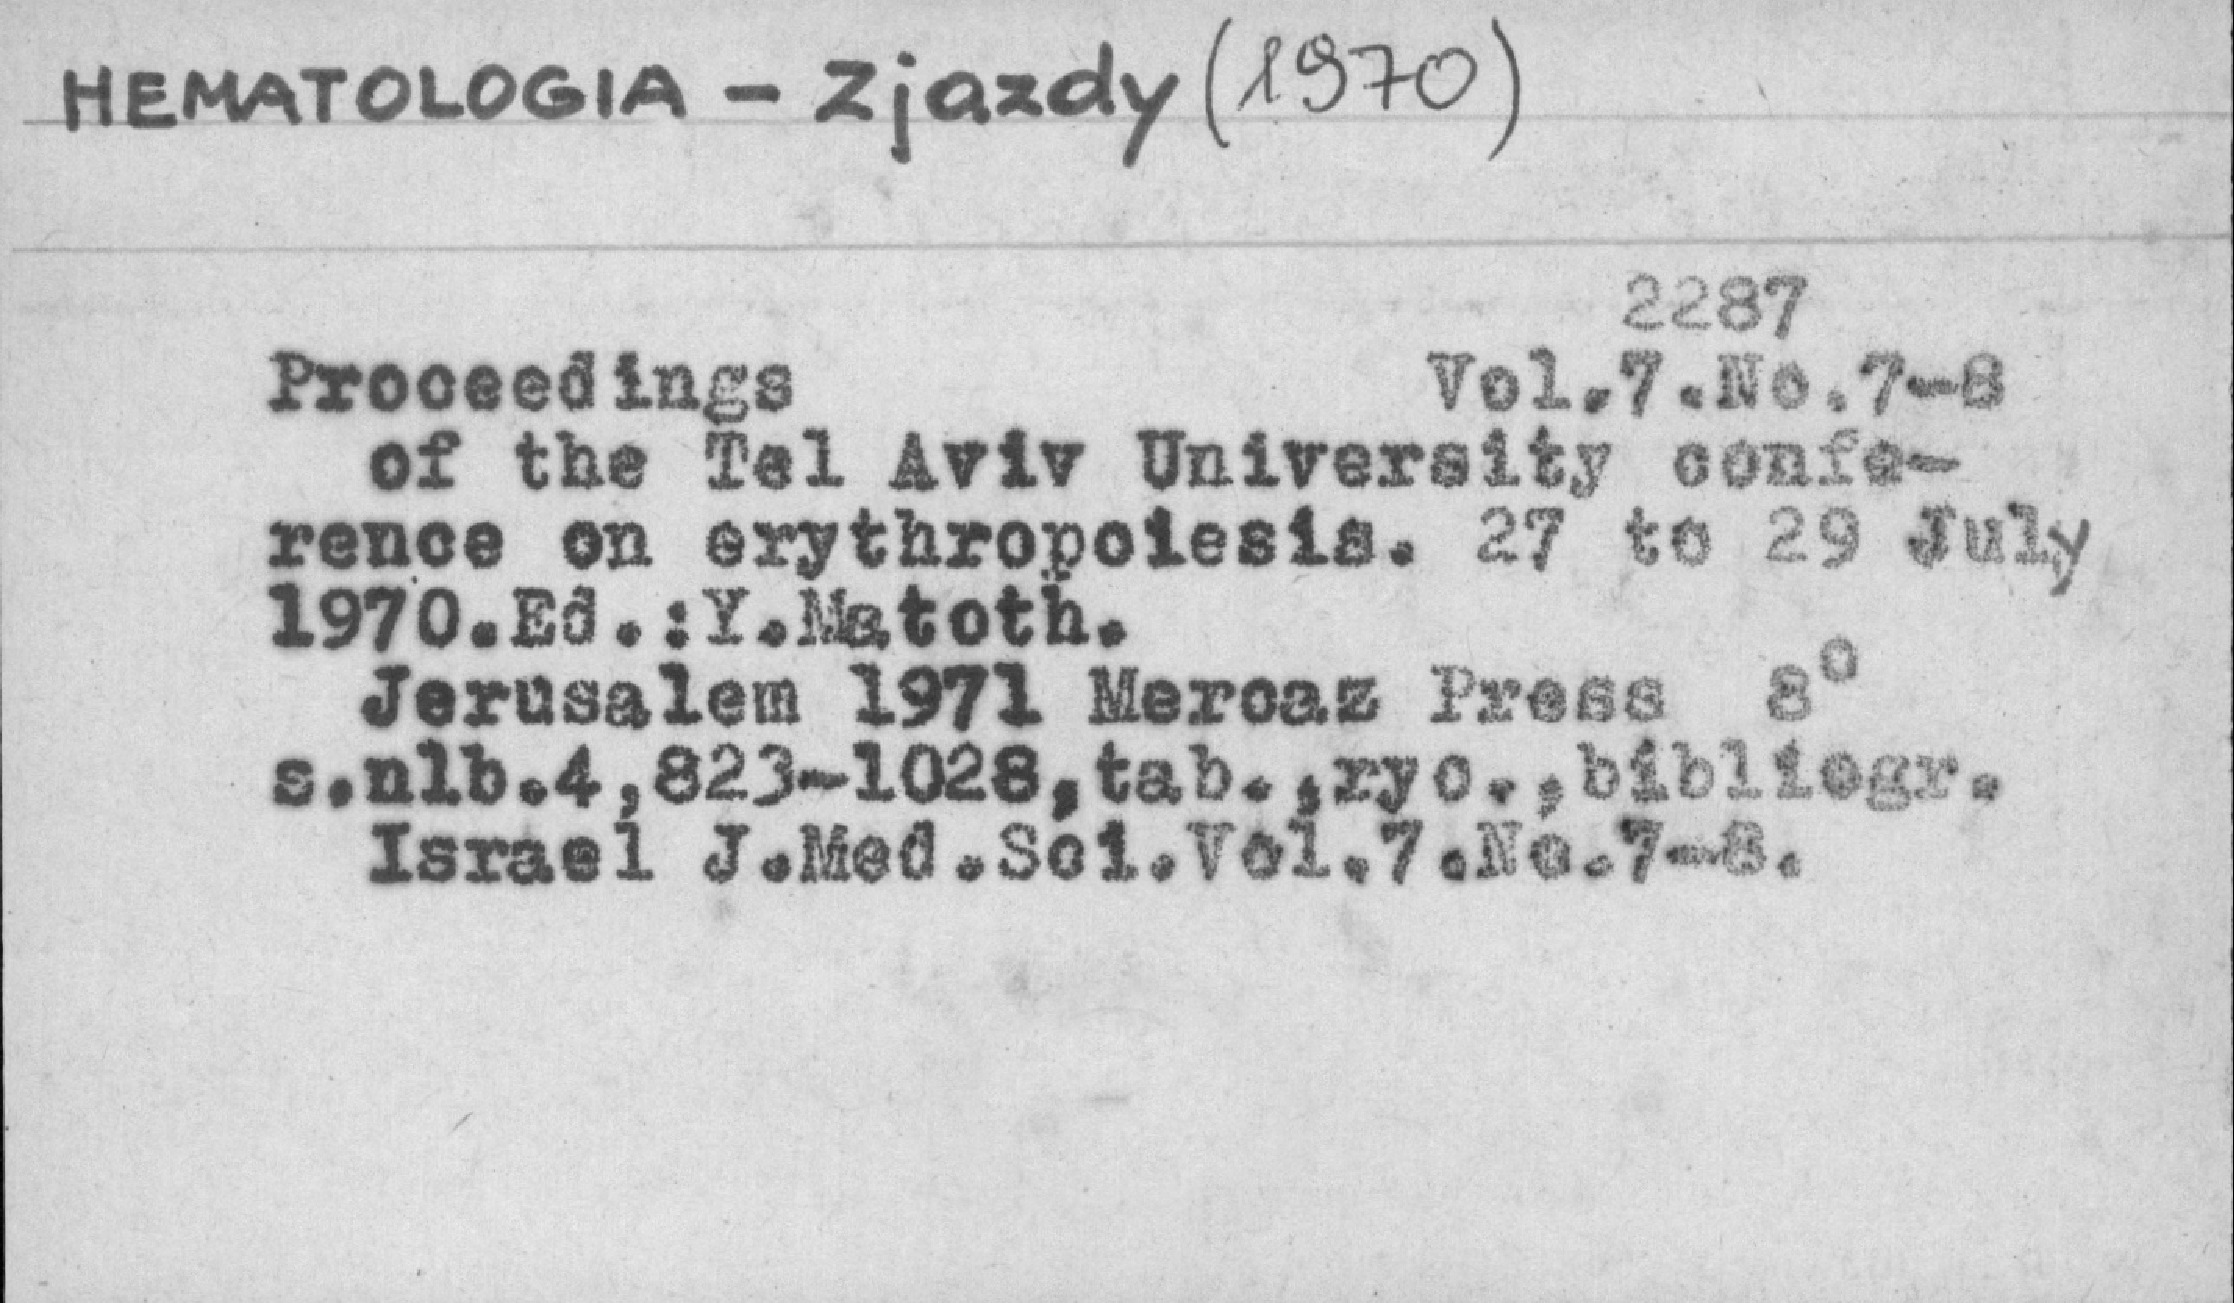 HEMATOLOGIA - Zjazdy (1970)
2287
Proceedings Vol.7.No.7-8
of the Tel Aviv University confe-
rence on erythropoiesis. 27 to 29 July
1970.Ed.:Y.Matoth.
Jerusalem 1971 Mercaz Press 8°
s.nlb.4,823-1028,tab.,ryc.,bibliogr.
Israel J.Med.Sci.Vol.7.No.7-8.